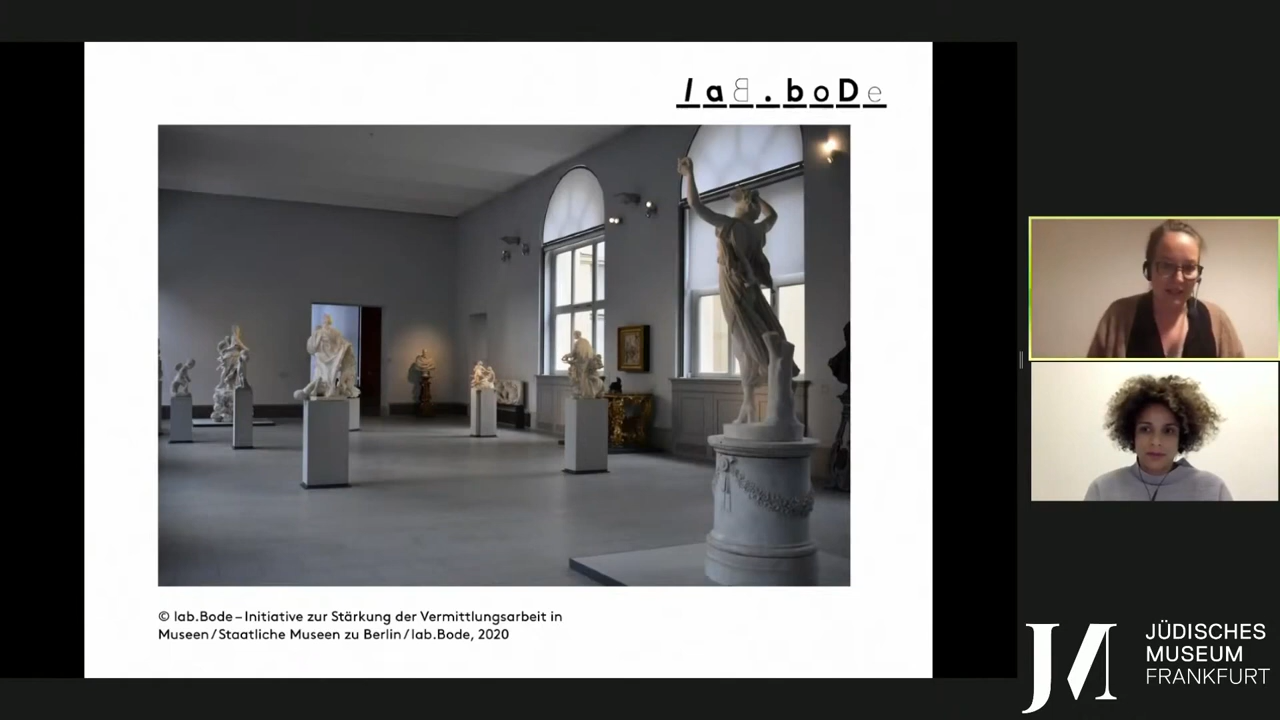 laB.boDe
© lab.Bode – Initiative zur Stärkung der Vermittlungsarbeit in
Museen / Staatliche Museen zu Berlin / lab.Bode, 2020
JM
JÜDISCHES
MUSEUM
FRANKFURT